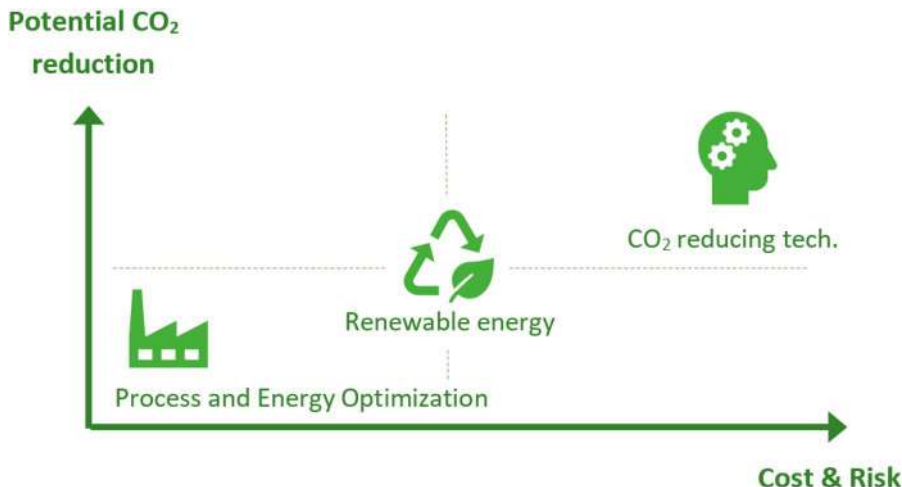 Potential CO₂
reduction
CO₂ reducing tech.
Renewable energy
Process and Energy Optimization
Cost & Risk